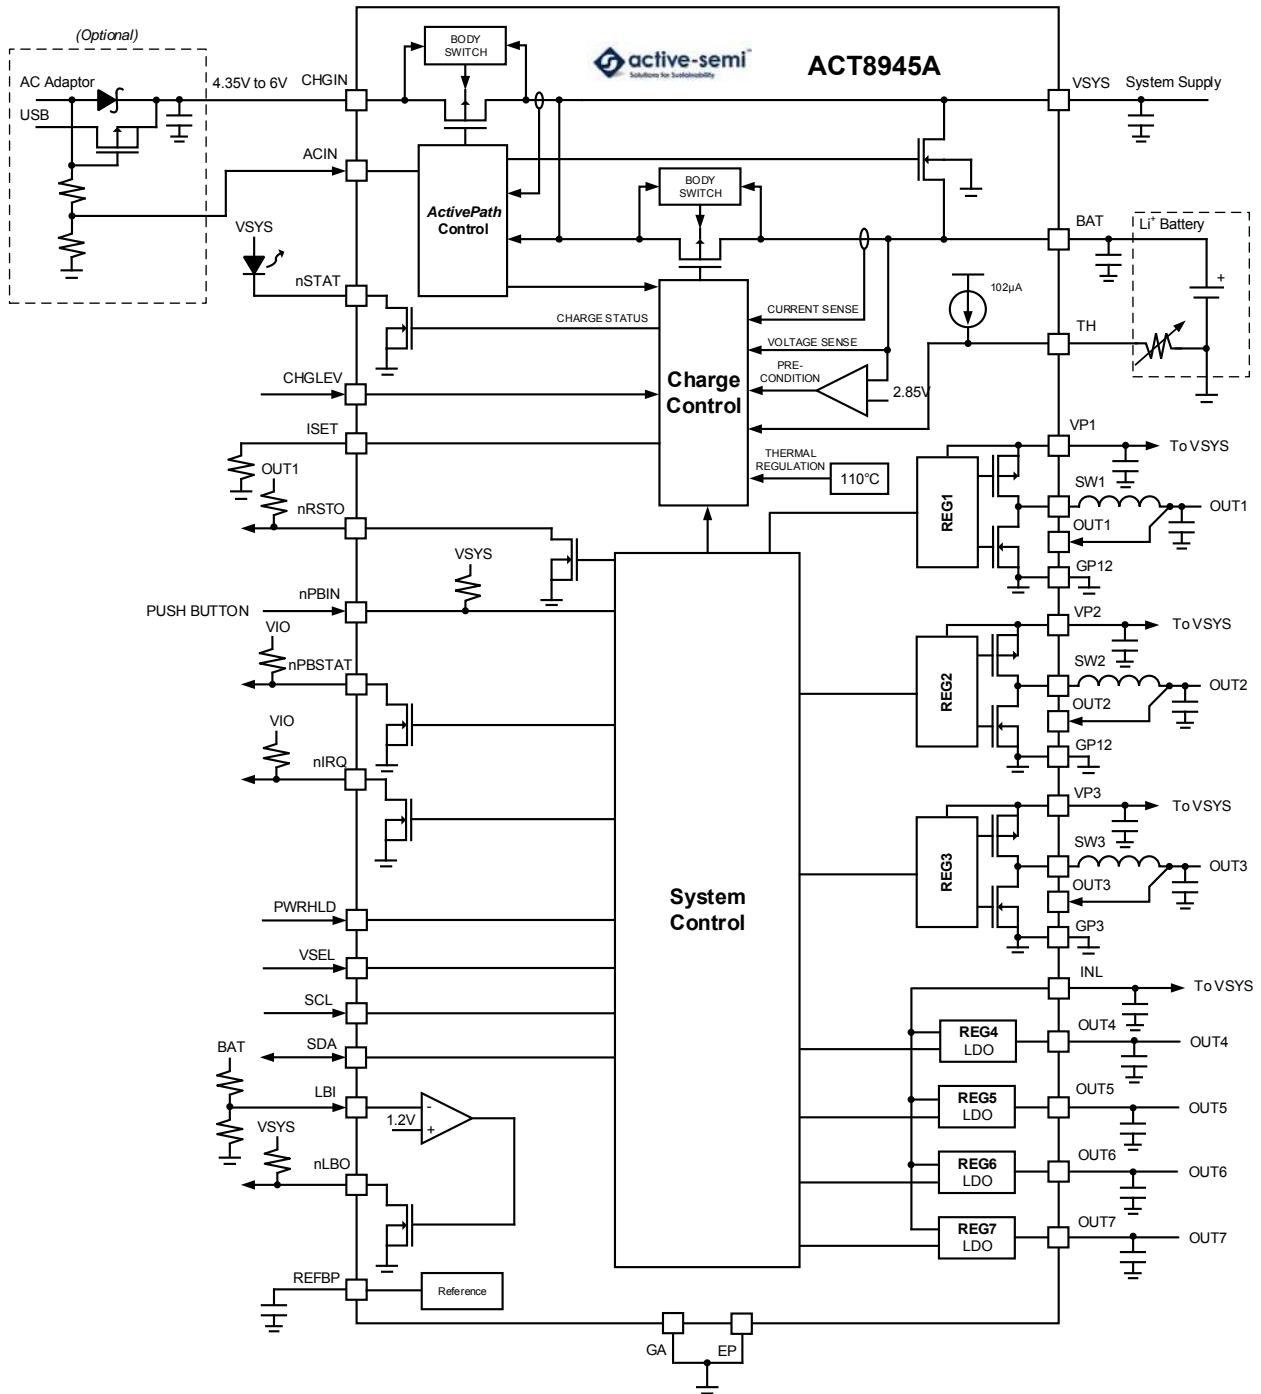 (Optional)
AC Adaptor
USB
4.35V to 6V
CHGIN
BODY
SWITCH
active-semi™
Solutions for Sustainability
ACT8945A
VSYS
System Supply
ACIN
ActivePath
Control
BODY
SWITCH
BAT
Li+ Battery
+
VSYS
nSTAT
CHARGE STATUS
CURRENT SENSE
102µA
VOLTAGE SENSE
TH
PRE-
CONDITION
2.85V
Charge
Control
CHGLEV
ISET
THERMAL
REGULATION
110°C
OUT1
nRSTO
VP1
To VSYS
REG1
SW1
OUT1
OUT1
GP12
VSYS
nPBIN
PUSH BUTTON
VIO
nPBSTAT
VP2
To VSYS
REG2
SW2
OUT2
OUT2
GP12
VIO
nIRQ
VP3
To VSYS
REG3
SW3
OUT3
OUT3
GP3
System
Control
PWRHLD
VSEL
SCL
SDA
INL
To VSYS
REG4
LDO
OUT4
OUT4
BAT
LBI
1.2V
-
+
REG5
LDO
OUT5
OUT5
VSYS
nLBO
REG6
LDO
OUT6
OUT6
REG7
LDO
OUT7
OUT7
REFBP
Reference
GA
EP